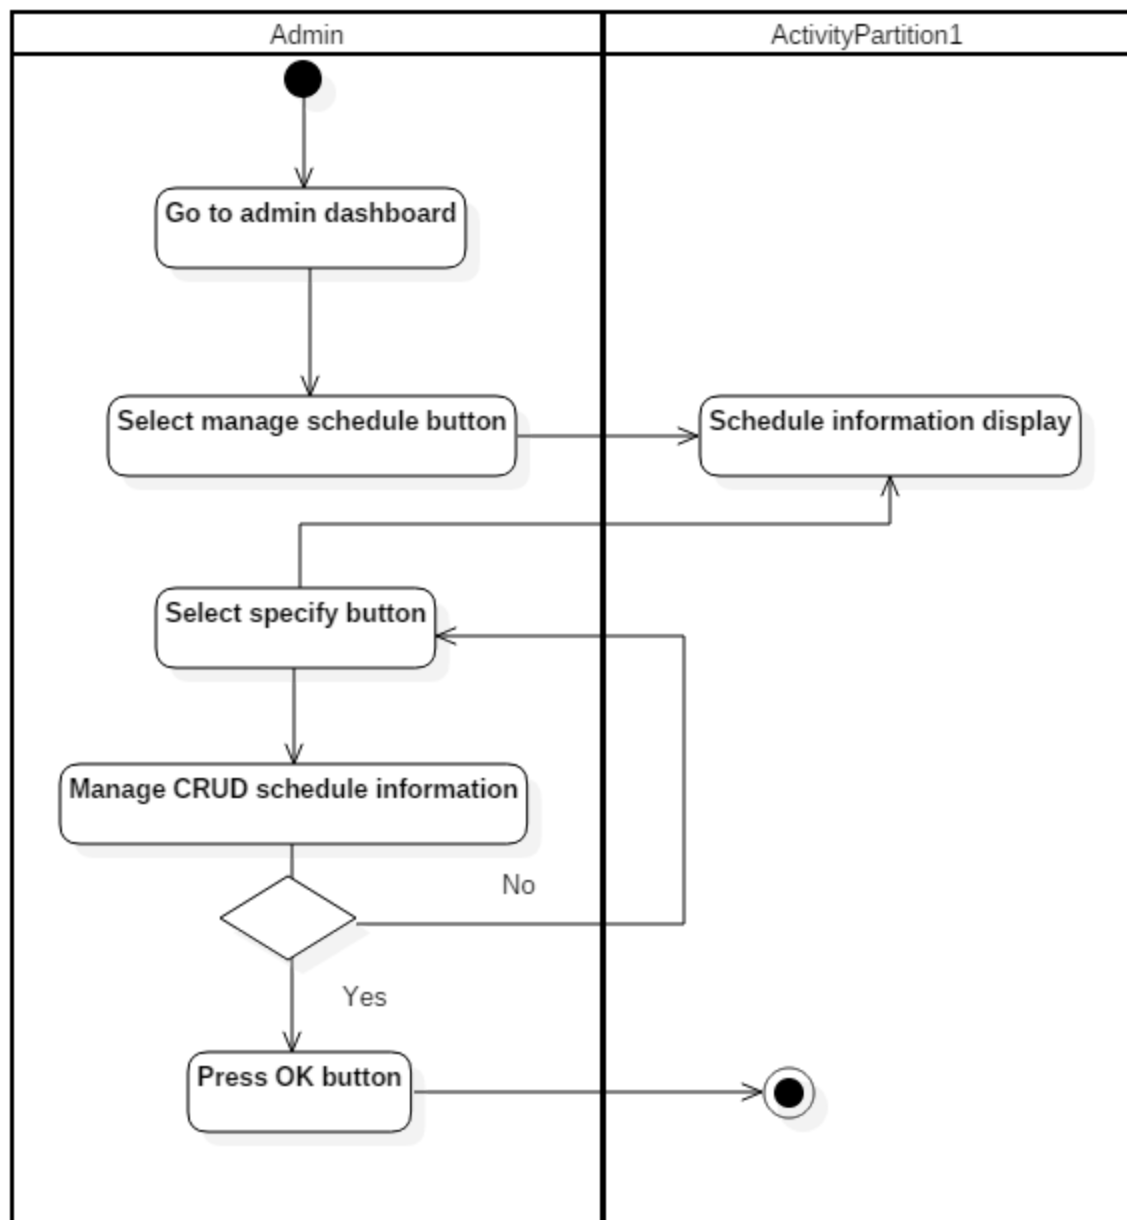 Admin
ActivityPartition1
Go to admin dashboard
Select manage schedule button
Schedule information display
Select specify button
Manage CRUD schedule information
No
Yes
Press OK button